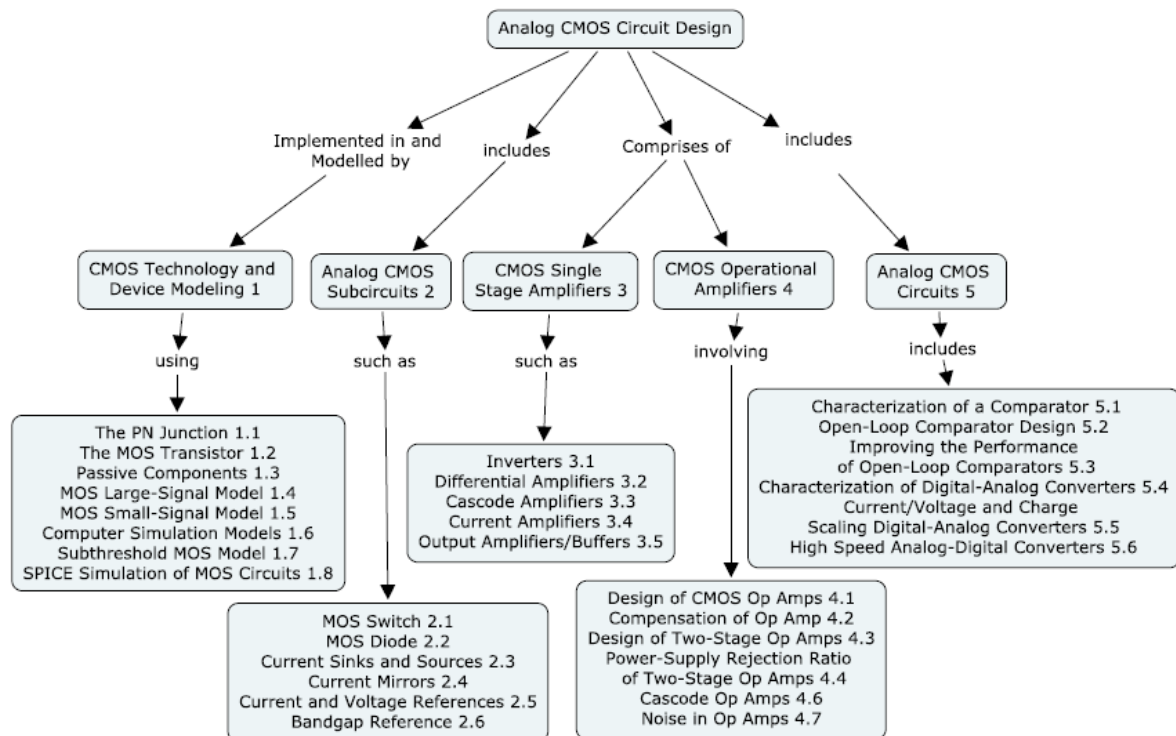 Analog CMOS Circuit Design
Implemented in and
Modelled by
includes
Comprises of
includes
CMOS Technology and
Device Modeling 1
Analog CMOS
Subcircuits 2
CMOS Single
Stage Amplifiers 3
CMOS Operational
Amplifiers 4
Analog CMOS
Circuits 5
using
such as
such as
involving
includes
The PN Junction 1.1
The MOS Transistor 1.2
Passive Components 1.3
MOS Large-Signal Model 1.4
MOS Small-Signal Model 1.5
Computer Simulation Models 1.6
Subthreshold MOS Model 1.7
SPICE Simulation of MOS Circuits 1.8
MOS Switch 2.1
MOS Diode 2.2
Current Sinks and Sources 2.3
Current Mirrors 2.4
Current and Voltage References 2.5
Bandgap Reference 2.6
Inverters 3.1
Differential Amplifiers 3.2
Cascode Amplifiers 3.3
Current Amplifiers 3.4
Output Amplifiers/Buffers 3.5
Design of CMOS Op Amps 4.1
Compensation of Op Amp 4.2
Design of Two-Stage Op Amps 4.3
Power-Supply Rejection Ratio
of Two-Stage Op Amps 4.4
Cascode Op Amps 4.6
Noise in Op Amps 4.7
Characterization of a Comparator 5.1
Open-Loop Comparator Design 5.2
Improving the Performance
of Open-Loop Comparators 5.3
Characterization of Digital-Analog Converters 5.4
Current/Voltage and Charge
Scaling Digital-Analog Converters 5.5
High Speed Analog-Digital Converters 5.6